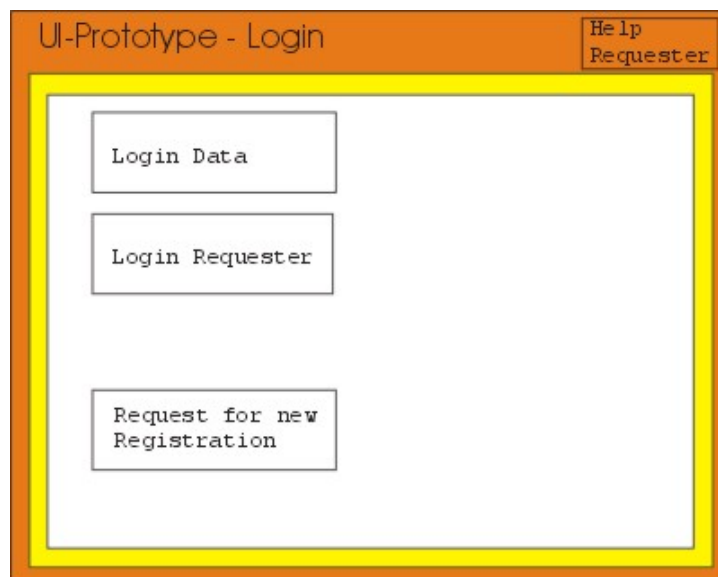 UI-Prototype - Login
Help
Requester
Login Data
Login Requester
Request for new
Registration